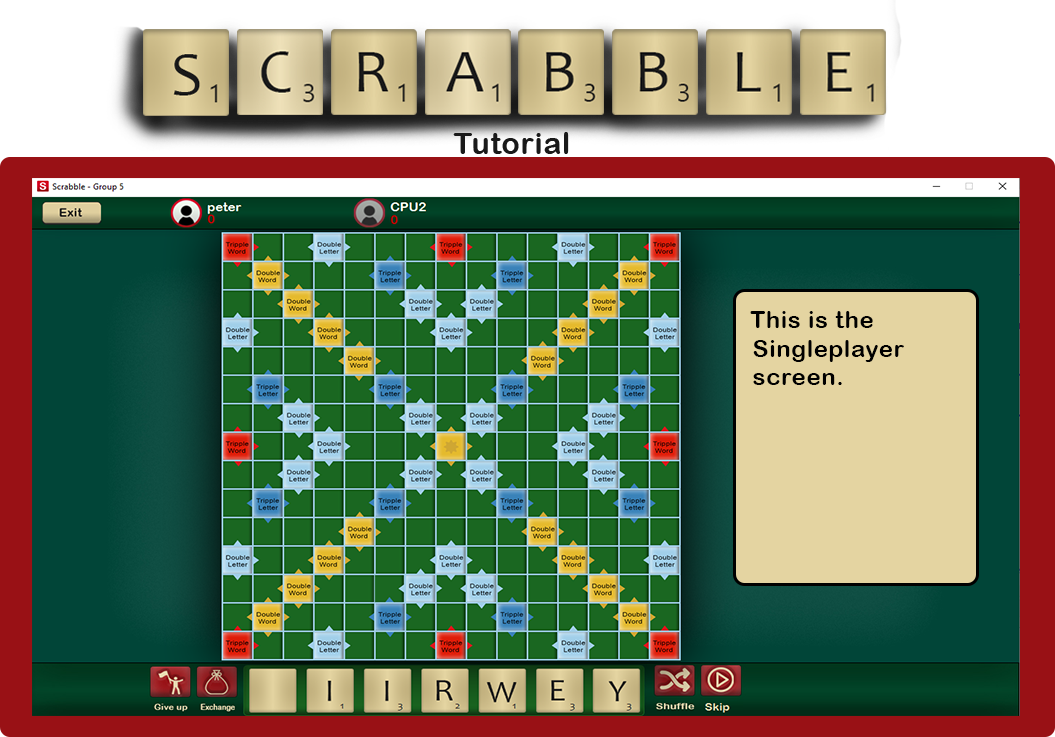 S1 C3 R1 A1 B3 B3 L1 E1
Tutorial
S Scrabble - Group 5
Exit peter 0 CPU2 0
Tripple Double Tripple Double Tripple
Word Letter Word Letter Word
Double Tripple Tripple Double
Word Letter Letter Word
Double Double Double Double
Word Letter Letter Word
Double Double Double Double Double
Letter Word Letter Word Letter
Double Double
Word Word
Tripple Tripple Tripple Tripple
Letter Letter Letter Letter
Double Double Double Double
Letter Letter Letter Letter
Tripple Double Double Tripple
Word Letter Letter Word
Double Double Double Double
Letter Letter Letter Letter
Tripple Tripple Tripple Tripple
Letter Letter Letter Letter
Double Double
Word Word
Double Double Double Double Double
Letter Word Letter Word Letter
Double Double Double Double
Word Letter Letter Word
Double Tripple Tripple Double
Word Letter Letter Word
Tripple Double Tripple Double Tripple
Word Letter Word Letter Word
This is the
Singleplayer
screen.
I1 I3 R2 W1 E3 Y3
Give up Exchange Shuffle Skip